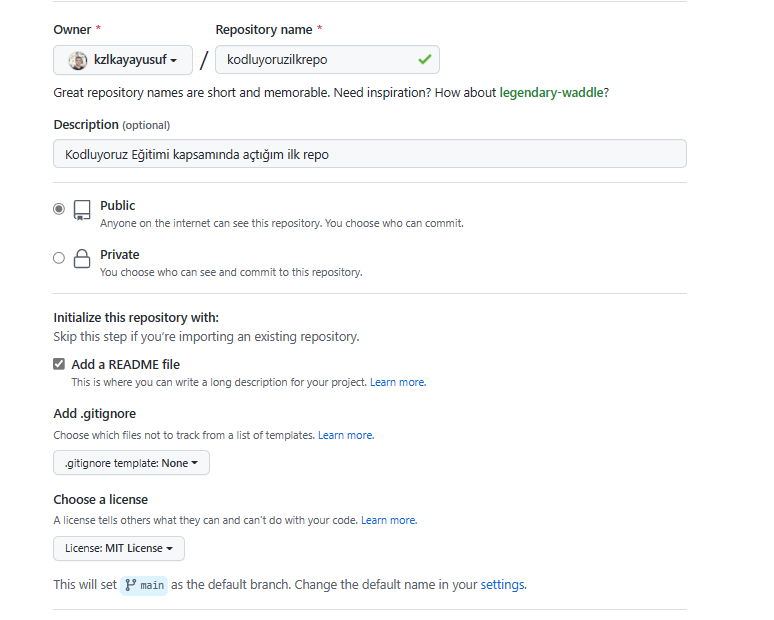 Owner *
Repository name *
kzlkayayusuf / kodluyoruzilkrepo
Great repository names are short and memorable. Need inspiration? How about legendary-waddle?
Description (optional)
Kodluyoruz Eğitimi kapsamında açtığım ilk repo
Public
Anyone on the internet can see this repository. You choose who can commit.
Private
You choose who can see and commit to this repository.
Initialize this repository with:
Skip this step if you're importing an existing repository.
Add a README file
This is where you can write a long description for your project. Learn more.
Add .gitignore
Choose which files not to track from a list of templates. Learn more.
.gitignore template: None
Choose a license
A license tells others what they can and can't do with your code. Learn more.
License: MIT License
This will set main as the default branch. Change the default name in your settings.